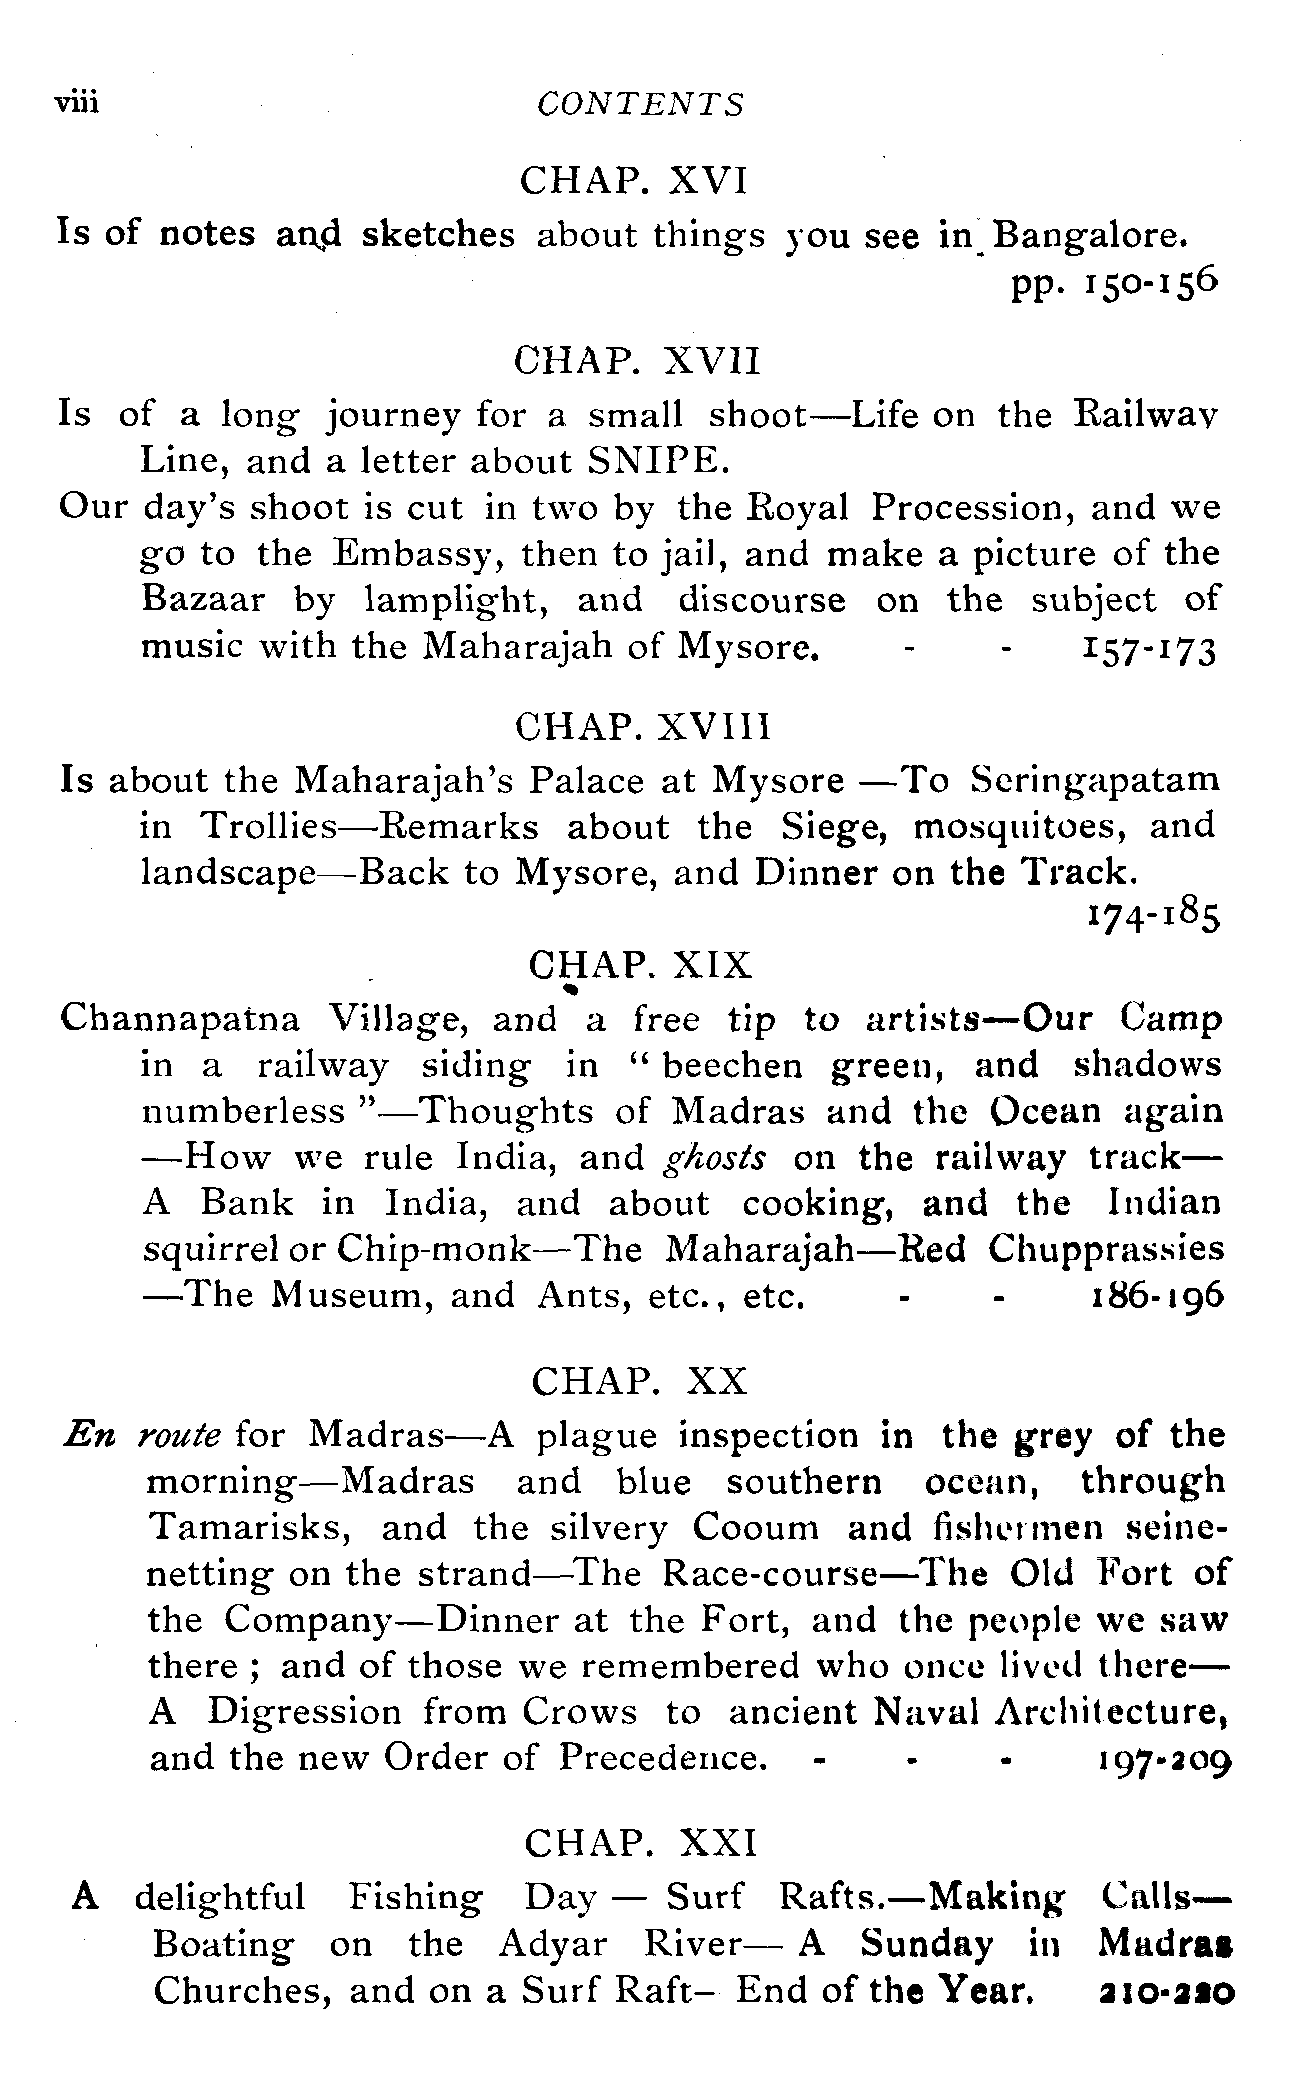 viii CONTENTS
CHAP. XVI
Is of notes and sketches about things you see in Bangalore.
pp. 150-156
CHAP. XVII
Is of a long journey for a small shoot—Life on the Railway
Line, and a letter about SNIPE.
Our day's shoot is cut in two by the Royal Procession, and we
go to the Embassy, then to jail, and make a picture of the
Bazaar by lamplight, and discourse on the subject of
music with the Maharajah of Mysore. - - 157-173
CHAP. XVIII
Is about the Maharajah's Palace at Mysore —To Seringapatam
in Trollies—Remarks about the Siege, mosquitoes, and
landscape—Back to Mysore, and Dinner on the Track.
174-185
CHAP. XIX
Channapatna Village, and a free tip to artists—Our Camp
in a railway siding in "beechen green, and shadows
numberless"—Thoughts of Madras and the Ocean again
—How we rule India, and ghosts on the railway track—
A Bank in India, and about cooking, and the Indian
squirrel or Chip-monk—The Maharajah—Red Chupprassies
—The Museum, and Ants, etc., etc. - - 186-196
CHAP. XX
En route for Madras—A plague inspection in the grey of the
morning—Madras and blue southern ocean, through
Tamarisks, and the silvery Cooum and fishermen seine-
netting on the strand—The Race-course—The Old Fort of
the Company—Dinner at the Fort, and the people we saw
there; and of those we remembered who once lived there—
A Digression from Crows to ancient Naval Architecture,
and the new Order of Precedence. - - - 197-209
CHAP. XXI
A delightful Fishing Day — Surf Rafts.—Making Calls—
Boating on the Adyar River— A Sunday in Madras
Churches, and on a Surf Raft– End of the Year. 210-220